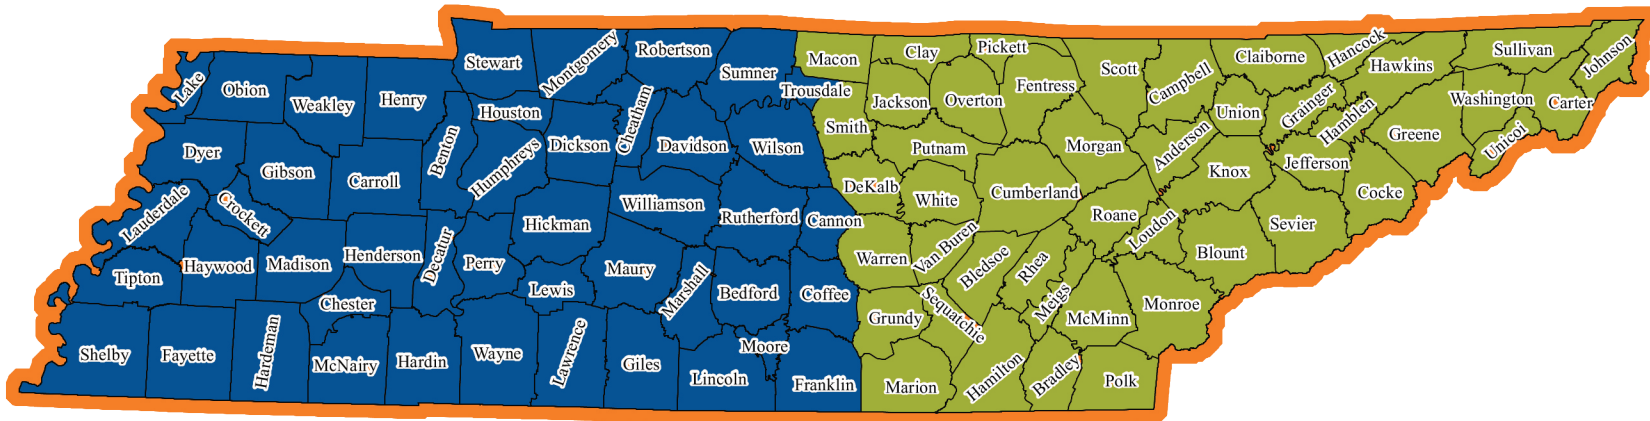 Lake
Obion
Weakley
Henry
Stewart
Montgomery
Robertson
Sumner
Trousdale
Macon
Clay
Pickett
Scott
Campbell
Claiborne
Hancock
Hawkins
Sullivan
Johnson
Dyer
Gibson
Carroll
Benton
Houston
Humphreys
Dickson
Cheatham
Davidson
Wilson
Smith
Jackson
Overton
Fentress
Putnam
Morgan
Anderson
Union
Grainger
Hamblen
Greene
Washington
Carter
Unicoi
Lauderdale
Crockett
Hickman
Williamson
Rutherford
Cannon
DeKalb
White
Cumberland
Roane
Loudon
Knox
Jefferson
Sevier
Cocke
Blount
Tipton
Haywood
Madison
Henderson
Chester
Decatur
Perry
Lewis
Maury
Marshall
Bedford
Coffee
Warren
Van Buren
Bledsoe
Rhea
Meigs
McMinn
Monroe
Shelby
Fayette
Hardeman
McNairy
Hardin
Wayne
Lawrence
Giles
Lincoln
Moore
Franklin
Grundy
Sequatchie
Marion
Hamilton
Bradley
Polk